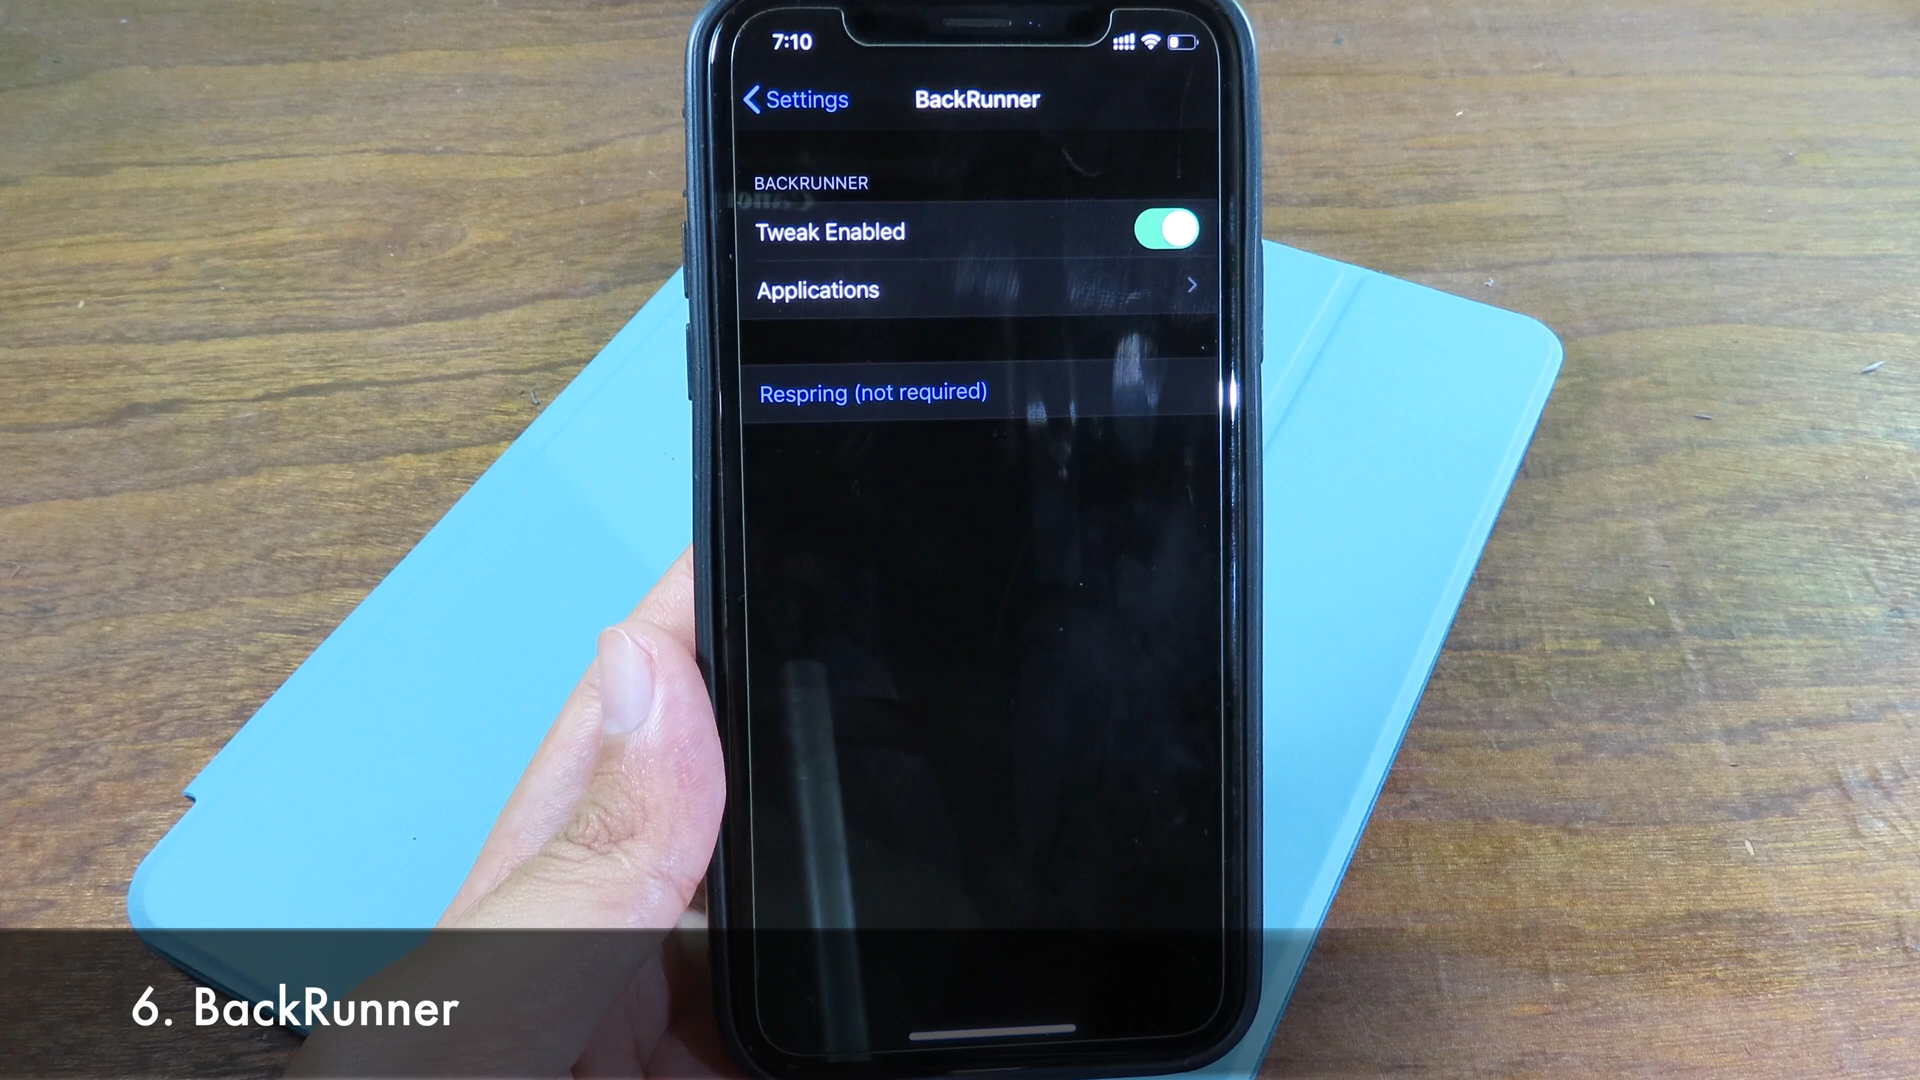 7:10
Settings
BackRunner
BACKRUNNER
Tweak Enabled
Applications
Respring (not required)
6. BackRunner